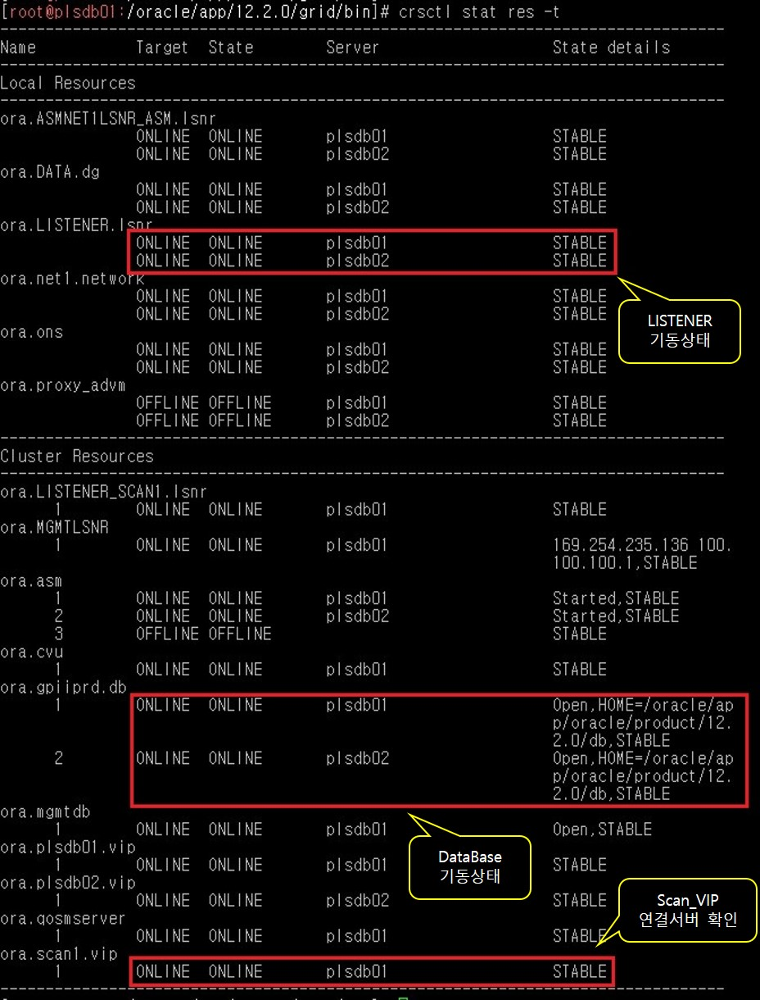 [root@plsdb01:/oracle/app/12.2.0/grid/bin]# crsctl stat res -t
--------------------------------------------------------------------------------
Name           Target  State        Server                   State details
--------------------------------------------------------------------------------
Local Resources
--------------------------------------------------------------------------------
ora.ASMNET1LSNR_ASM.lsnr
               ONLINE  ONLINE       plsdb01                  STABLE
               ONLINE  ONLINE       plsdb02                  STABLE
ora.DATA.dg
               ONLINE  ONLINE       plsdb01                  STABLE
               ONLINE  ONLINE       plsdb02                  STABLE
ora.LISTENER.lsnr
               ONLINE  ONLINE       plsdb01                  STABLE
               ONLINE  ONLINE       plsdb02                  STABLE
ora.net1.network
               ONLINE  ONLINE       plsdb01                  STABLE
               ONLINE  ONLINE       plsdb02                  STABLE
LISTENER
기동상태
ora.ons
               ONLINE  ONLINE       plsdb01                  STABLE
               ONLINE  ONLINE       plsdb02                  STABLE
ora.proxy_advm
               OFFLINE OFFLINE      plsdb01                  STABLE
               OFFLINE OFFLINE      plsdb02                  STABLE
--------------------------------------------------------------------------------
Cluster Resources
--------------------------------------------------------------------------------
ora.LISTENER_SCAN1.lsnr
      1        ONLINE  ONLINE       plsdb01                  STABLE
ora.MGMTLSNR
      1        ONLINE  ONLINE       plsdb01                  169.254.235.136 100.
                                                             100.100.1,STABLE
ora.asm
      1        ONLINE  ONLINE       plsdb01                  Started,STABLE
      2        ONLINE  ONLINE       plsdb02                  Started,STABLE
      3        OFFLINE OFFLINE                               STABLE
ora.cvu
      1        ONLINE  ONLINE       plsdb01                  STABLE
ora.gpiiprd.db
      1        ONLINE  ONLINE       plsdb01                  Open,HOME=/oracle/ap
                                                             p/oracle/product/12.
                                                             2.0/db,STABLE
      2        ONLINE  ONLINE       plsdb02                  Open,HOME=/oracle/ap
                                                             p/oracle/product/12.
                                                             2.0/db,STABLE
ora.mgmtdb
      1        ONLINE  ONLINE       plsdb01                  Open,STABLE
ora.plsdb01.vip
      1        ONLINE  ONLINE       plsdb01                  STABLE
DataBase
기동상태
ora.plsdb02.vip
      1        ONLINE  ONLINE       plsdb02                  STABLE
Scan_VIP
연결서버 확인
ora.qosmserver
      1        ONLINE  ONLINE       plsdb01                  STABLE
ora.scan1.vip
      1        ONLINE  ONLINE       plsdb01                  STABLE
--------------------------------------------------------------------------------